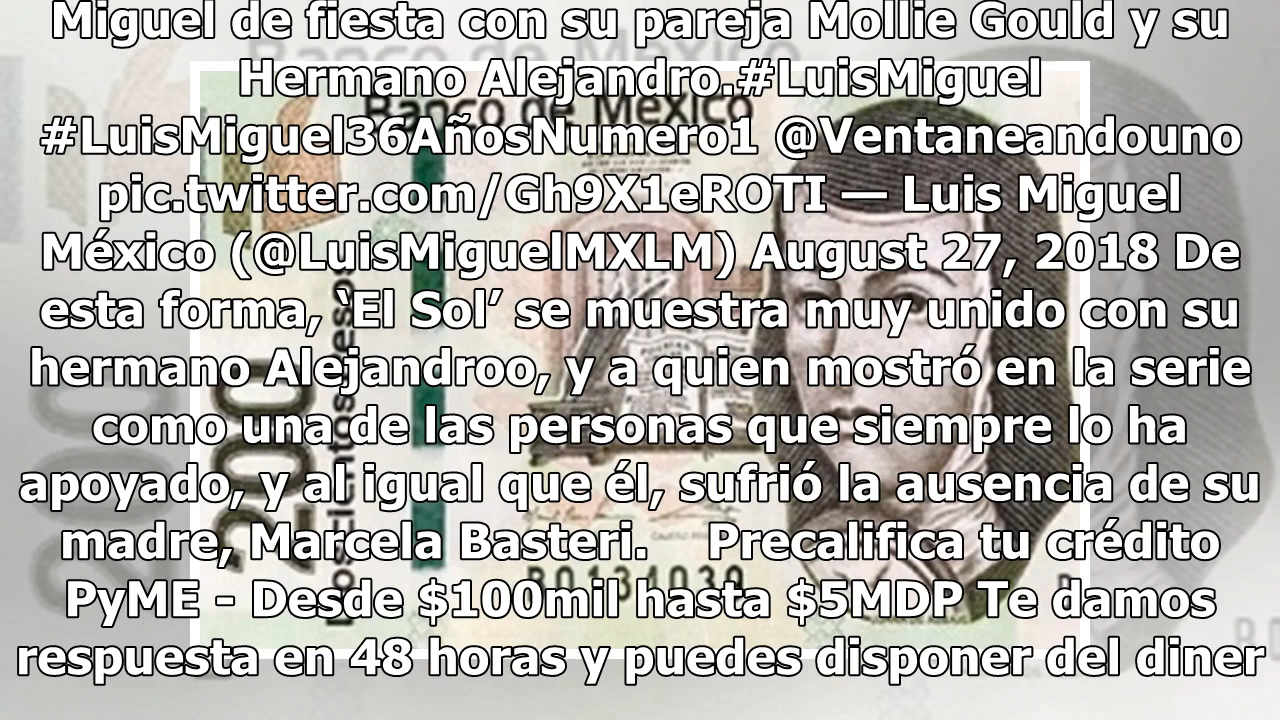 Miguel de fiesta con su pareja Mollie Gould y su
Hermano Alejandro.#LuisMiguel
#LuisMiguel36AñosNumero1 @Ventaneandouno
pic.twitter.com/Gh9X1eROTI — Luis Miguel
México (@LuisMiguelMXLM) August 27, 2018 De
esta forma, ‘El Sol’ se muestra muy unido con su
hermano Alejandroo, y a quien mostró en la serie
como una de las personas que siempre lo ha
apoyado, y al igual que él, sufrió la ausencia de su
madre, Marcela Basteri.    Precalifica tu crédito
PyME - Desde $100mil hasta $5MDP Te damos
respuesta en 48 horas y puedes disponer del diner
Banco de México
200